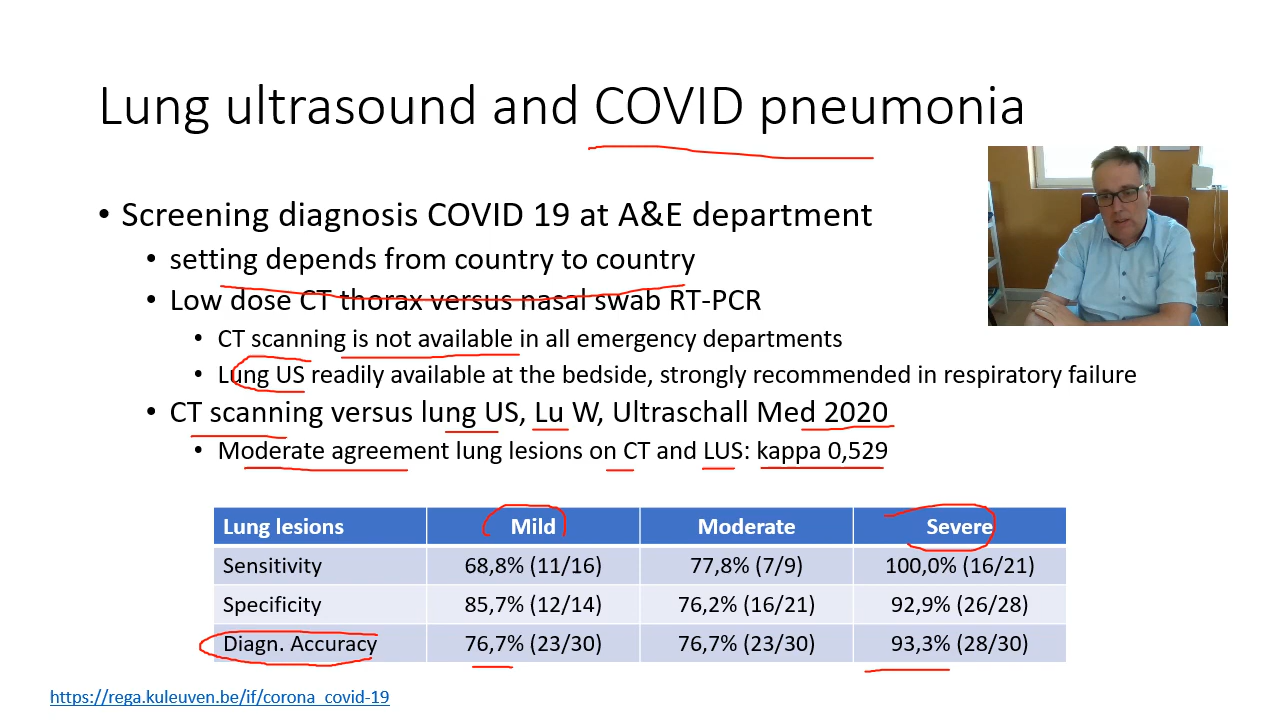 Lung ultrasound and COVID pneumonia
• Screening diagnosis COVID 19 at A&E department
• setting depends from country to country
• Low dose CT thorax versus nasal swab RT-PCR
• CT scanning is not available in all emergency departments
• Lung US readily available at the bedside, strongly recommended in respiratory failure
• CT scanning versus lung US, Lu W, Ultraschall Med 2020
• Moderate agreement lung lesions on CT and LUS: kappa 0,529
Lung lesions Mild Moderate Severe
Sensitivity 68,8% (11/16) 77,8% (7/9) 100,0% (16/21)
Specificity 85,7% (12/14) 76,2% (16/21) 92,9% (26/28)
Diagn. Accuracy 76,7% (23/30) 76,7% (23/30) 93,3% (28/30)
https://rega.kuleuven.be/if/corona_covid-19